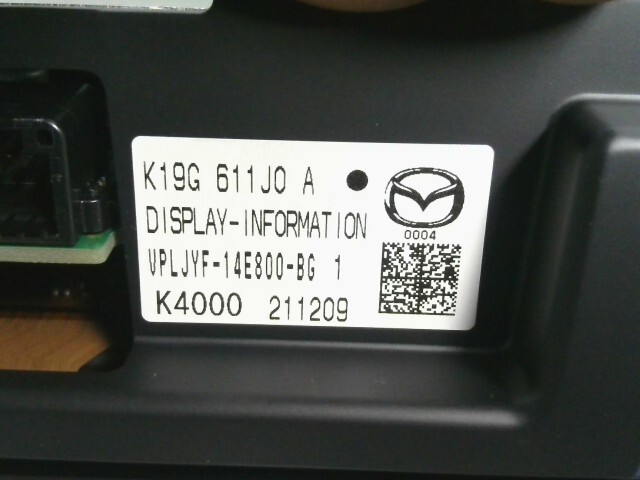 K19G 611J0 A
0004
DISPLAY-INFORMATION
VPLJYF-14E800-BG 1
K4000 211209